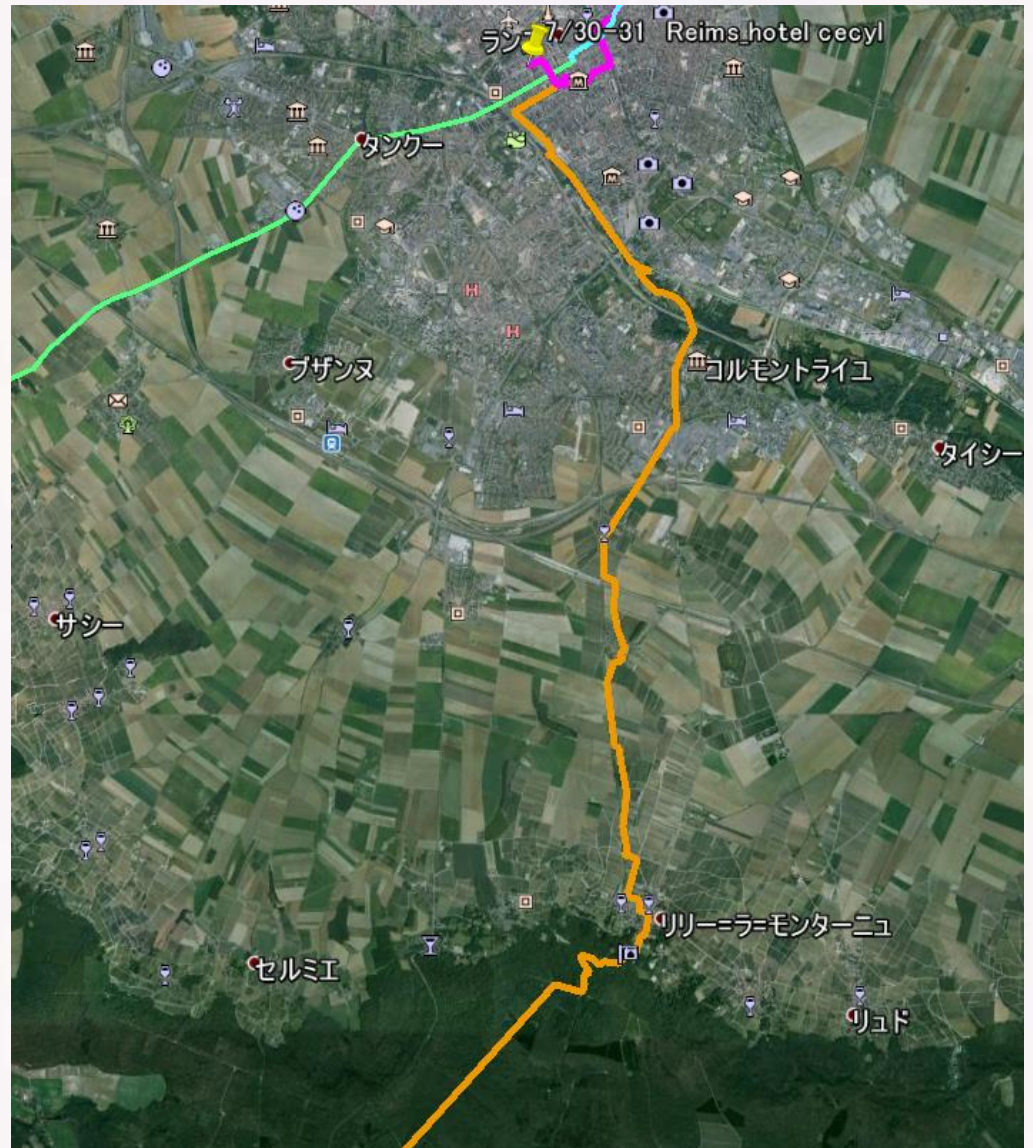 ラン
7/30-31 Reims_hotel cecyl
タンクー
ブザンヌ
コルモントライユ
タイシー
サシー
リリー=ラ=モンターニュ
セルミエ
リュド